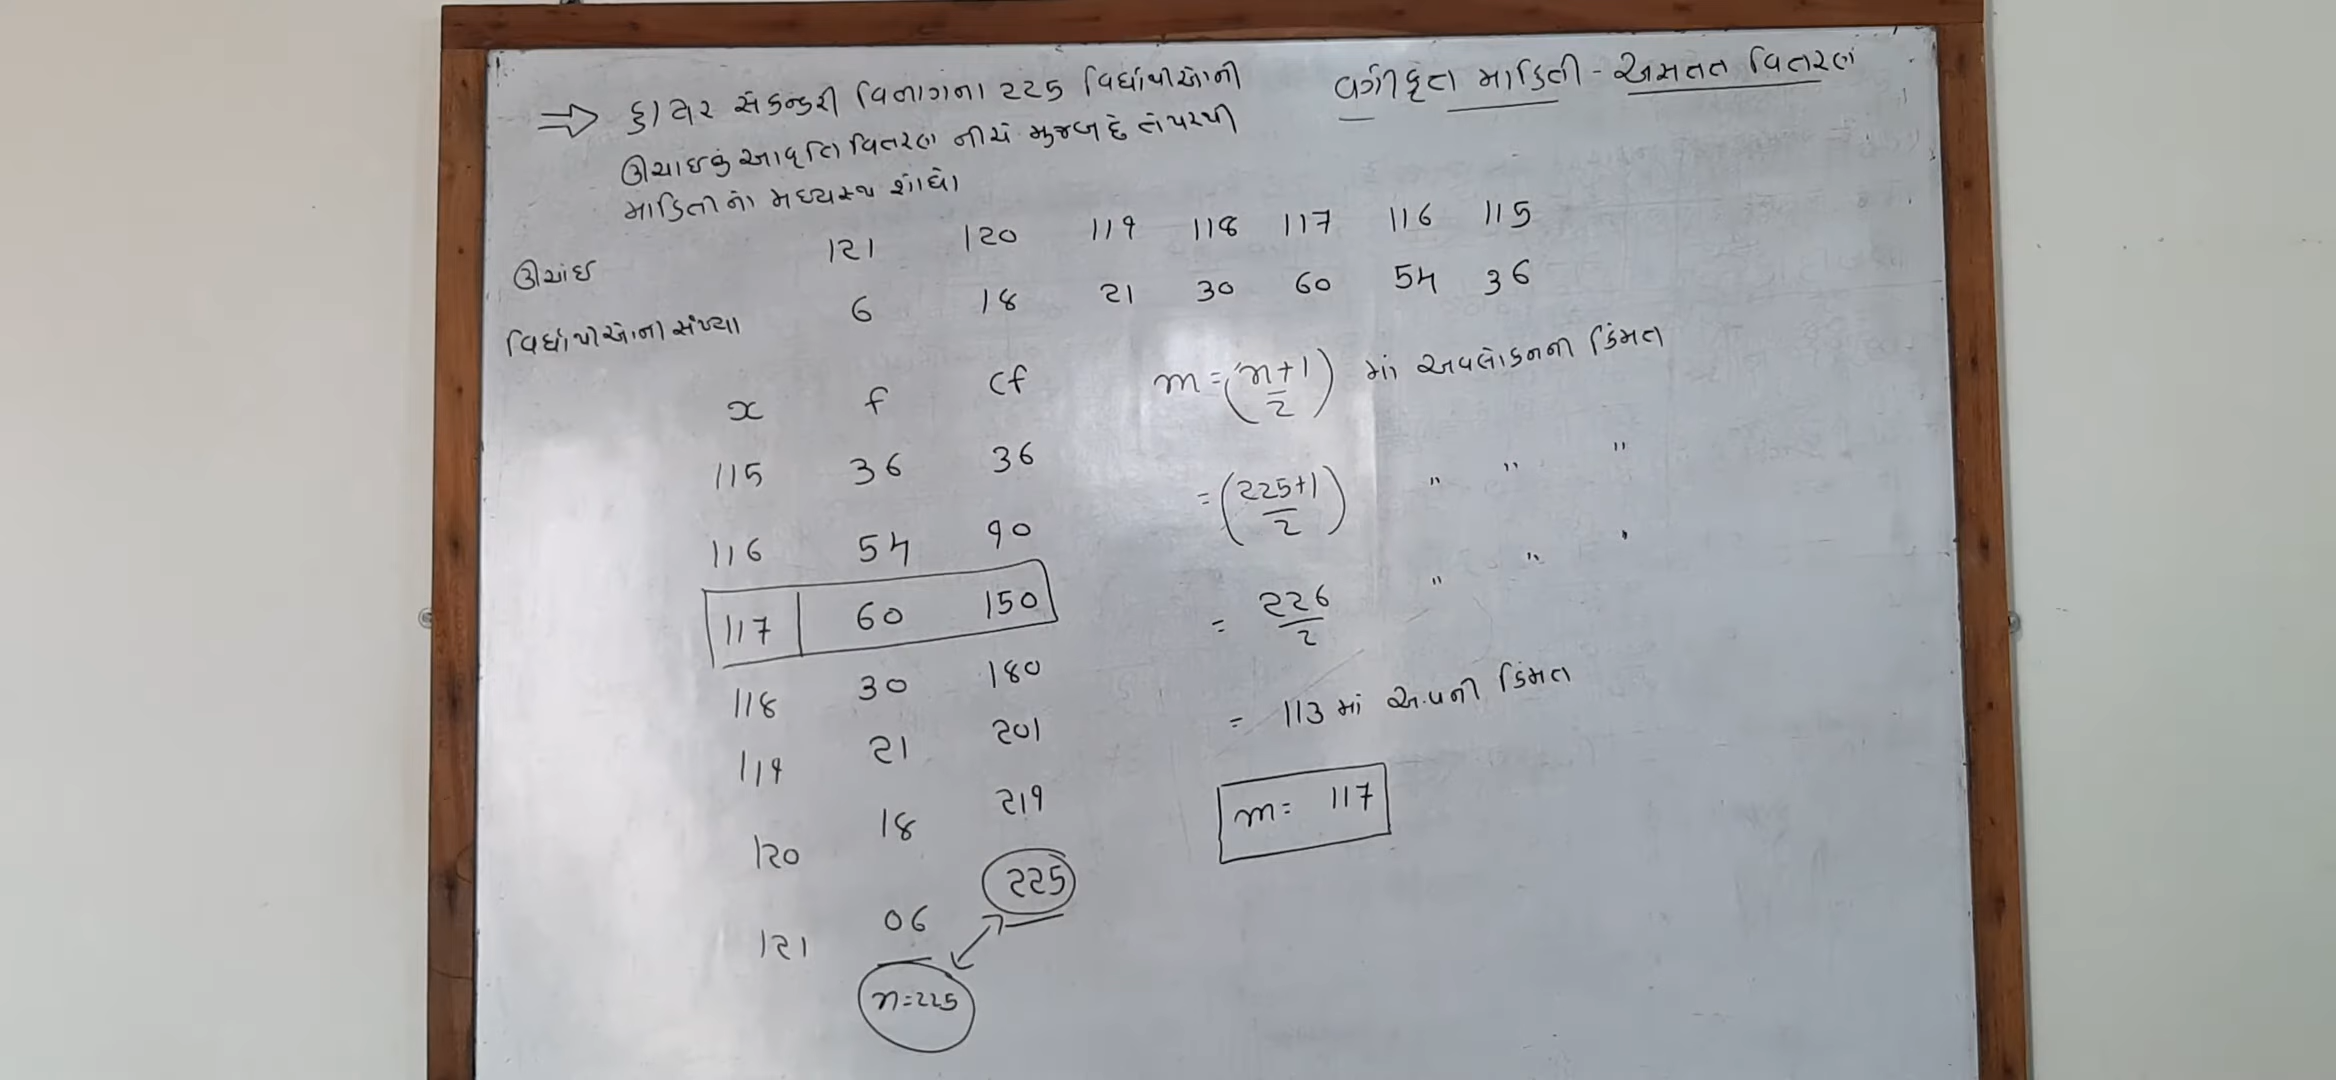 ⇒ હાયર સેકન્ડરી વિભાગના 225 વિદ્યાર્થીઓની
ઊંચાઈનું આવૃત્તિ વિતરણ નીચે મુજબ છે તે પરથી
માહિતીનો મધ્યસ્થ શોધો
વર્ગીકૃત માહિતી - અસતત વિતરણ
ઊંચાઈ 121 120 119 118 117 116 115
વિદ્યાર્થીઓની સંખ્યા 6 18 21 30 60 54 36
x f cf
115 36 36
116 54 90
117 60 150
118 30 180
119 21 201
120 18 219
121 06 225
n=225
m = (n+1/2) માં અવલોકનની કિંમત
= (225+1/2) " " "
= 226/2 " " "
= 113 માં અ.વની કિંમત
m = 117